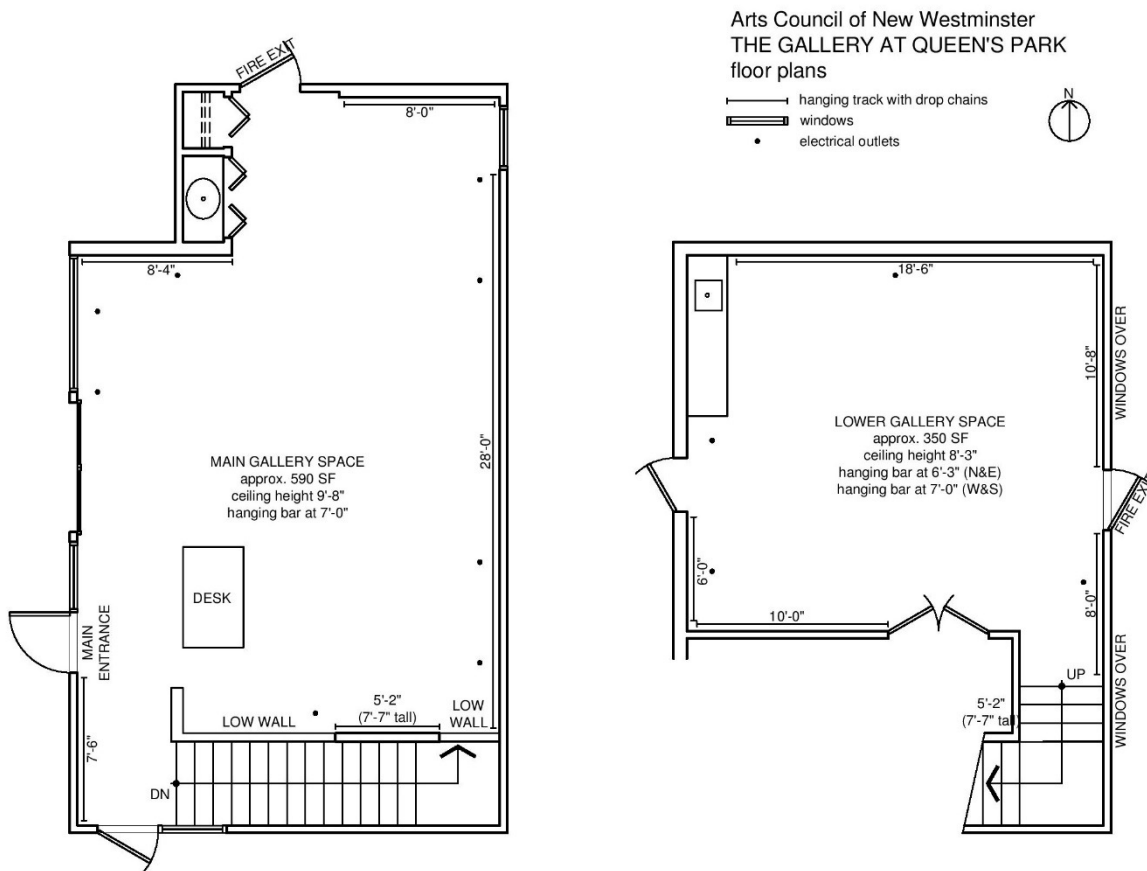 Arts Council of New Westminster
THE GALLERY AT QUEEN'S PARK
floor plans
hanging track with drop chains
windows
electrical outlets
N
FIRE EXIT
8'-0"
8'-4"
28'-0"
MAIN GALLERY SPACE
approx. 590 SF
ceiling height 9'-8"
hanging bar at 7'-0"
DESK
MAIN
ENTRANCE
7'-6"
LOW WALL
5'-2"
(7'-7" tall)
LOW
WALL
DN
18'-6"
10'-8"
WINDOWS OVER
LOWER GALLERY SPACE
approx. 350 SF
ceiling height 8'-3"
hanging bar at 6'-3" (N&E)
hanging bar at 7'-0" (W&S)
FIRE EXIT
6'-0"
10'-0"
8'-0"
UP
5'-2"
(7'-7" tall)
WINDOWS OVER